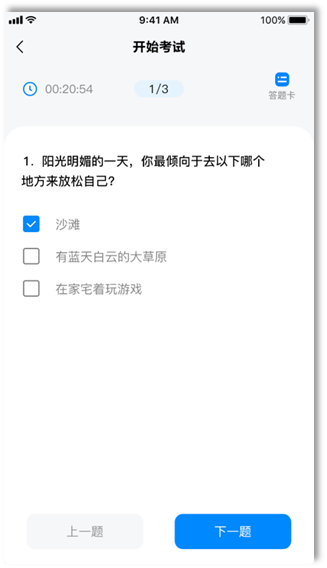 9:41 AM
100%
开始考试
00:20:54
1/3
答题卡
1．阳光明媚的一天，你最倾向于去以下哪个
地方来放松自己？
沙滩
有蓝天白云的大草原
在家宅着玩游戏
上一题
下一题